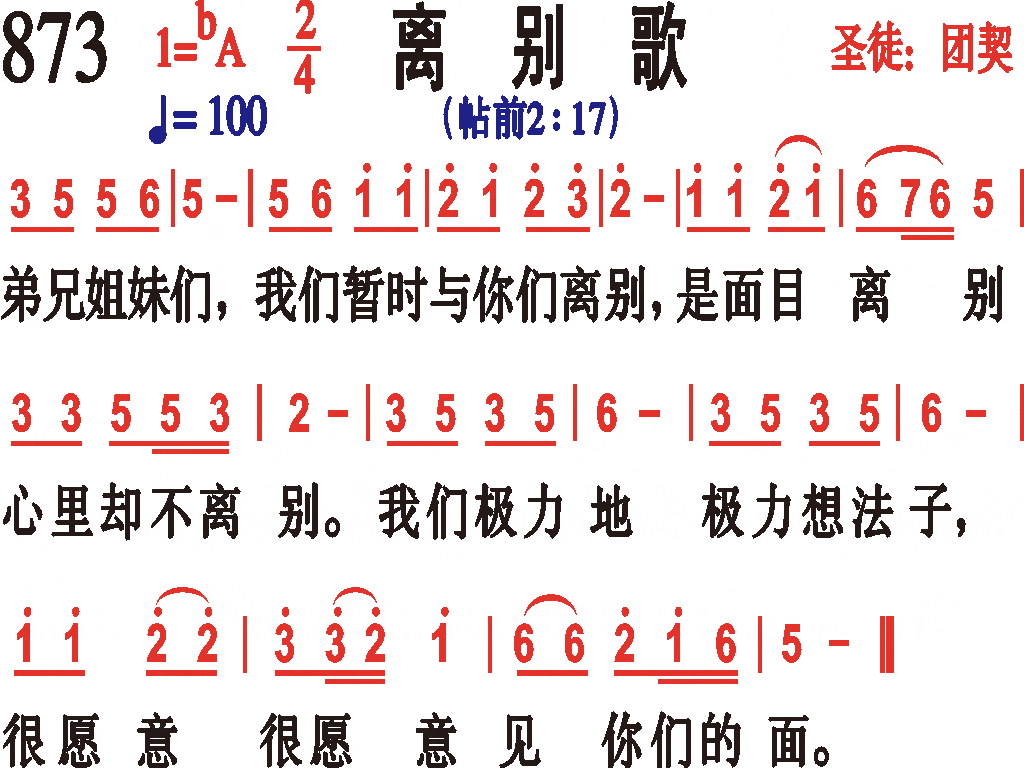 873 1=ᵇA 2/4 离别歌 圣徒：团契
♩=100 （帖前2：17）
3 5 5 6 | 5 － | 5 6 1̇ 1̇ | 2̇ 1̇ 2̇ 3̇ | 2̇ － | 1̇ 1̇ 2̇ 1̇ | 6 7 6 5 |
弟兄姐妹们，我们暂时与你们离别，是面目 离 别
3 3 5 5 3 | 2 － | 3 5 3 5 | 6 － | 3 5 3 5 | 6 － |
心里却不离 别。我们极力 地 极力想法子，
1̇ 1̇ 2̇ 2̇ | 3̇ 3̇ 2̇ 1̇ | 6 6 2̇ 1̇ 6 | 5 － ‖
很愿 意 很愿 意 见 你们的 面。